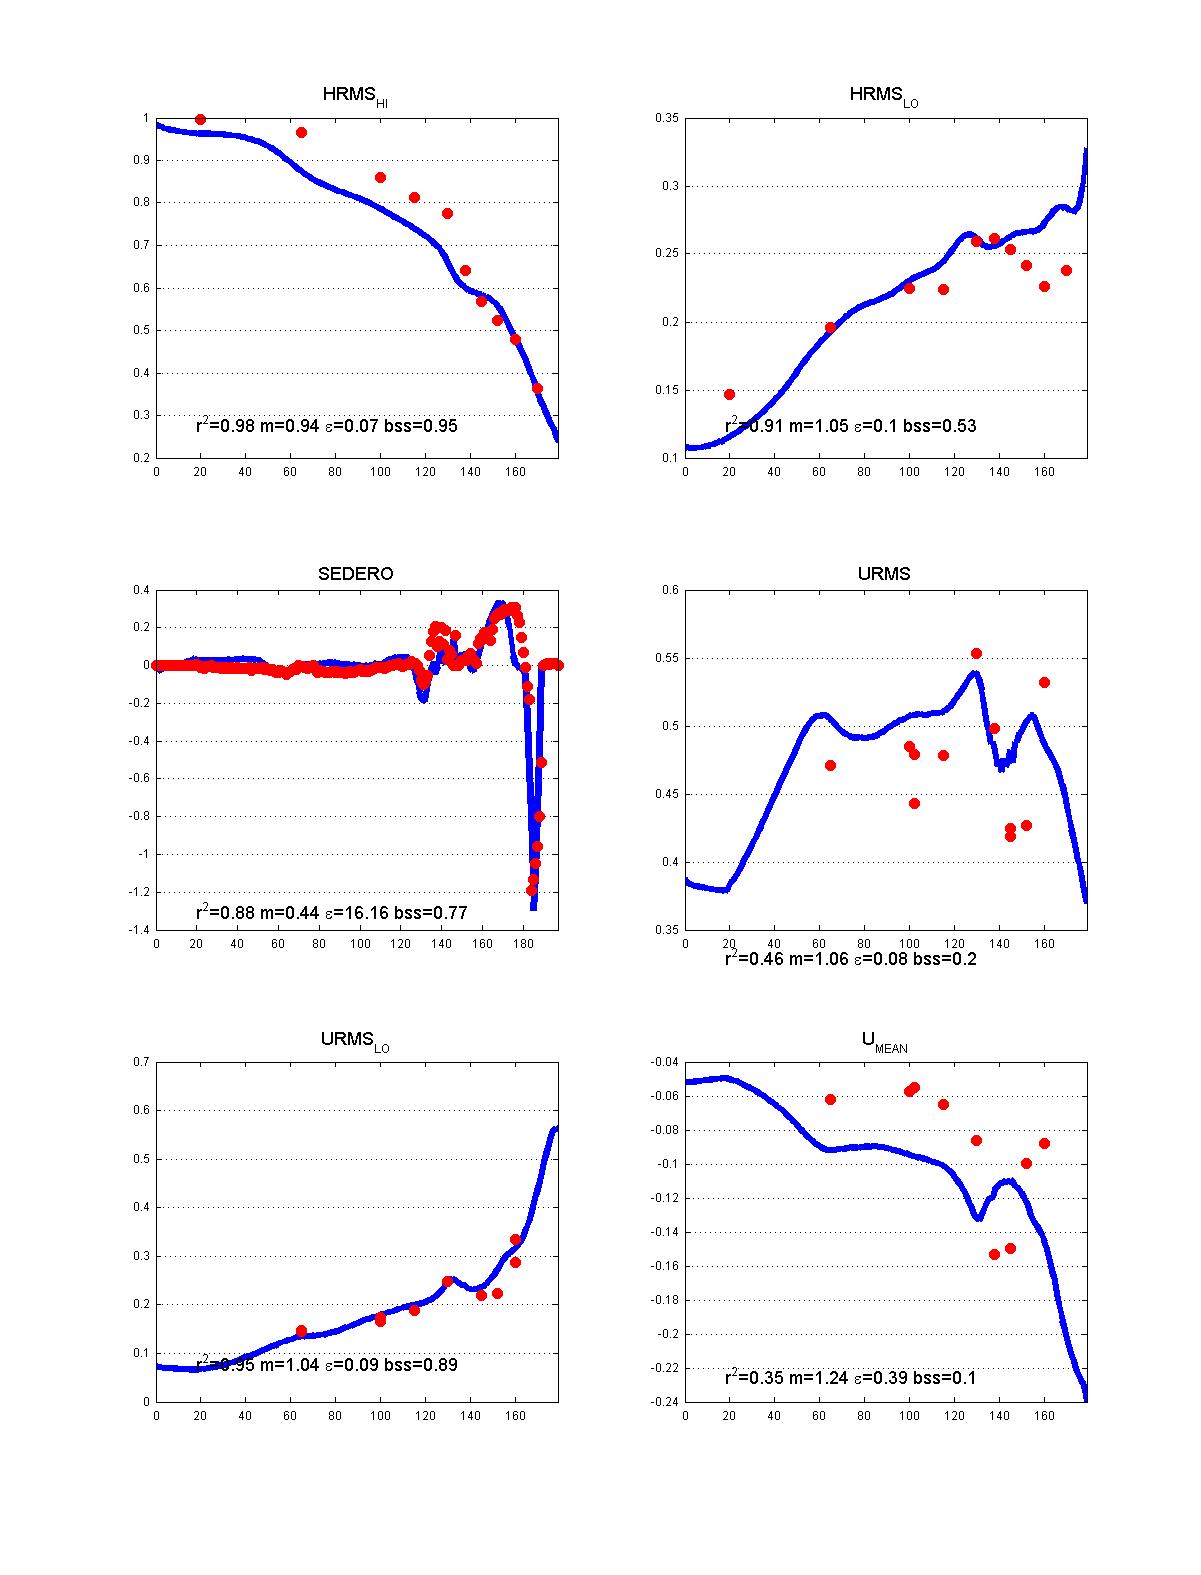 HRMS_HI
1
0.9
0.8
0.7
0.6
0.5
0.4
0.3
0.2
r²=0.98 m=0.94 ε=0.07 bss=0.95
0 20 40 60 80 100 120 140 160
HRMS_LO
0.35
0.3
0.25
0.2
0.15
0.1
r²=0.91 m=1.05 ε=0.1 bss=0.53
0 20 40 60 80 100 120 140 160
SEDERO
0.4
0.2
0
-0.2
-0.4
-0.6
-0.8
-1
-1.2
-1.4
r²=0.88 m=0.44 ε=16.16 bss=0.77
0 20 40 60 80 100 120 140 160 180
URMS
0.6
0.55
0.5
0.45
0.4
0.35
0 20 40 60 80 100 120 140 160
r²=0.46 m=1.06 ε=0.08 bss=0.2
URMS_LO
0.7
0.6
0.5
0.4
0.3
0.2
0.1
0
r²=0.95 m=1.04 ε=0.09 bss=0.89
0 20 40 60 80 100 120 140 160
U_MEAN
-0.04
-0.06
-0.08
-0.1
-0.12
-0.14
-0.16
-0.18
-0.2
-0.22
-0.24
r²=0.35 m=1.24 ε=0.39 bss=0.1
0 20 40 60 80 100 120 140 160